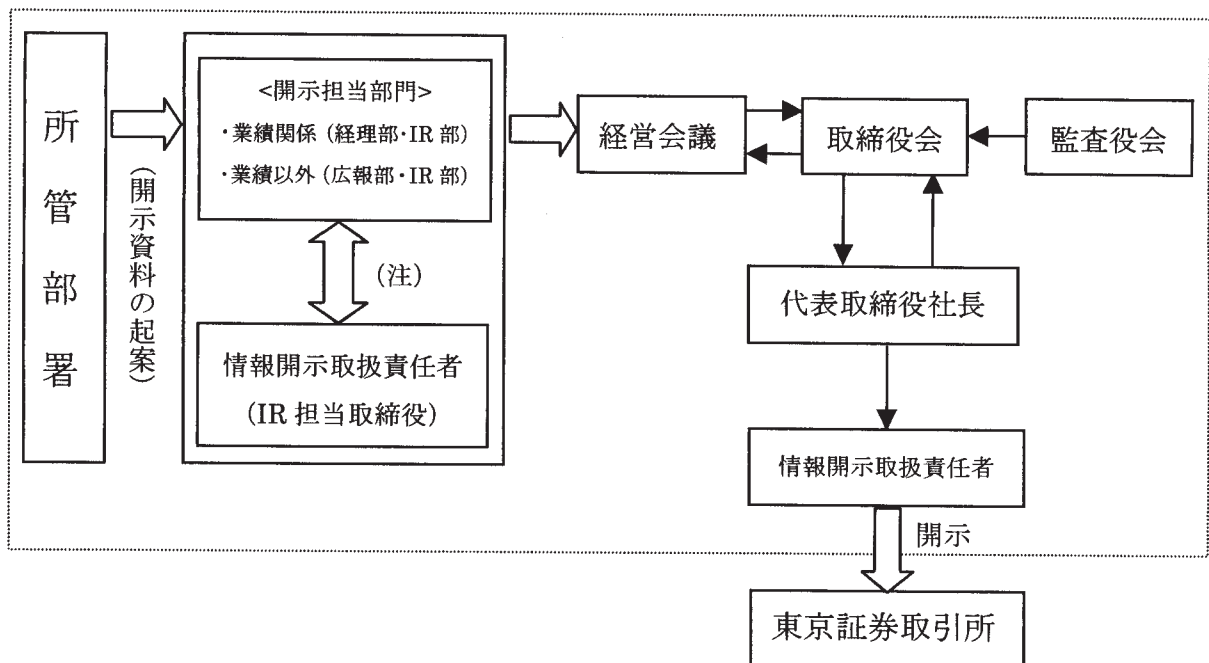 所管部署
(開示資料の起案)
<開示担当部門>
・業績関係(経理部・IR部)
・業績以外(広報部・IR部)
(注)
情報開示取扱責任者
(IR担当取締役)
経営会議
取締役会
監査役会
代表取締役社長
情報開示取扱責任者
開示
東京証券取引所